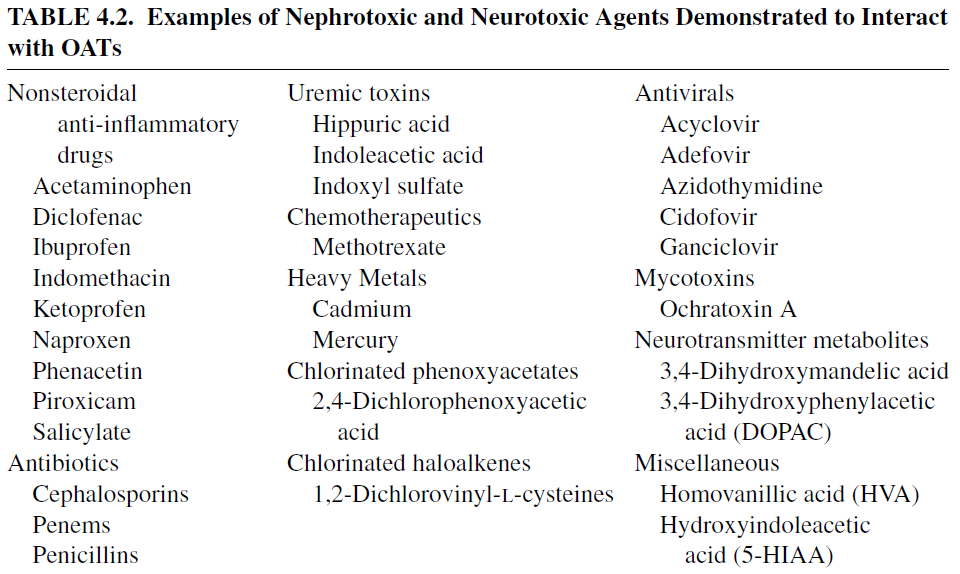 TABLE 4.2. Examples of Nephrotoxic and Neurotoxic Agents Demonstrated to Interact
with OATs
Nonsteroidal
anti-inflammatory
drugs
Acetaminophen
Diclofenac
Ibuprofen
Indomethacin
Ketoprofen
Naproxen
Phenacetin
Piroxicam
Salicylate
Antibiotics
Cephalosporins
Penems
Penicillins
Uremic toxins
Hippuric acid
Indoleacetic acid
Indoxyl sulfate
Chemotherapeutics
Methotrexate
Heavy Metals
Cadmium
Mercury
Chlorinated phenoxyacetates
2,4-Dichlorophenoxyacetic
acid
Chlorinated haloalkenes
1,2-Dichlorovinyl-L-cysteines
Antivirals
Acyclovir
Adefovir
Azidothymidine
Cidofovir
Ganciclovir
Mycotoxins
Ochratoxin A
Neurotransmitter metabolites
3,4-Dihydroxymandelic acid
3,4-Dihydroxyphenylacetic
acid (DOPAC)
Miscellaneous
Homovanillic acid (HVA)
Hydroxyindoleacetic
acid (5-HIAA)